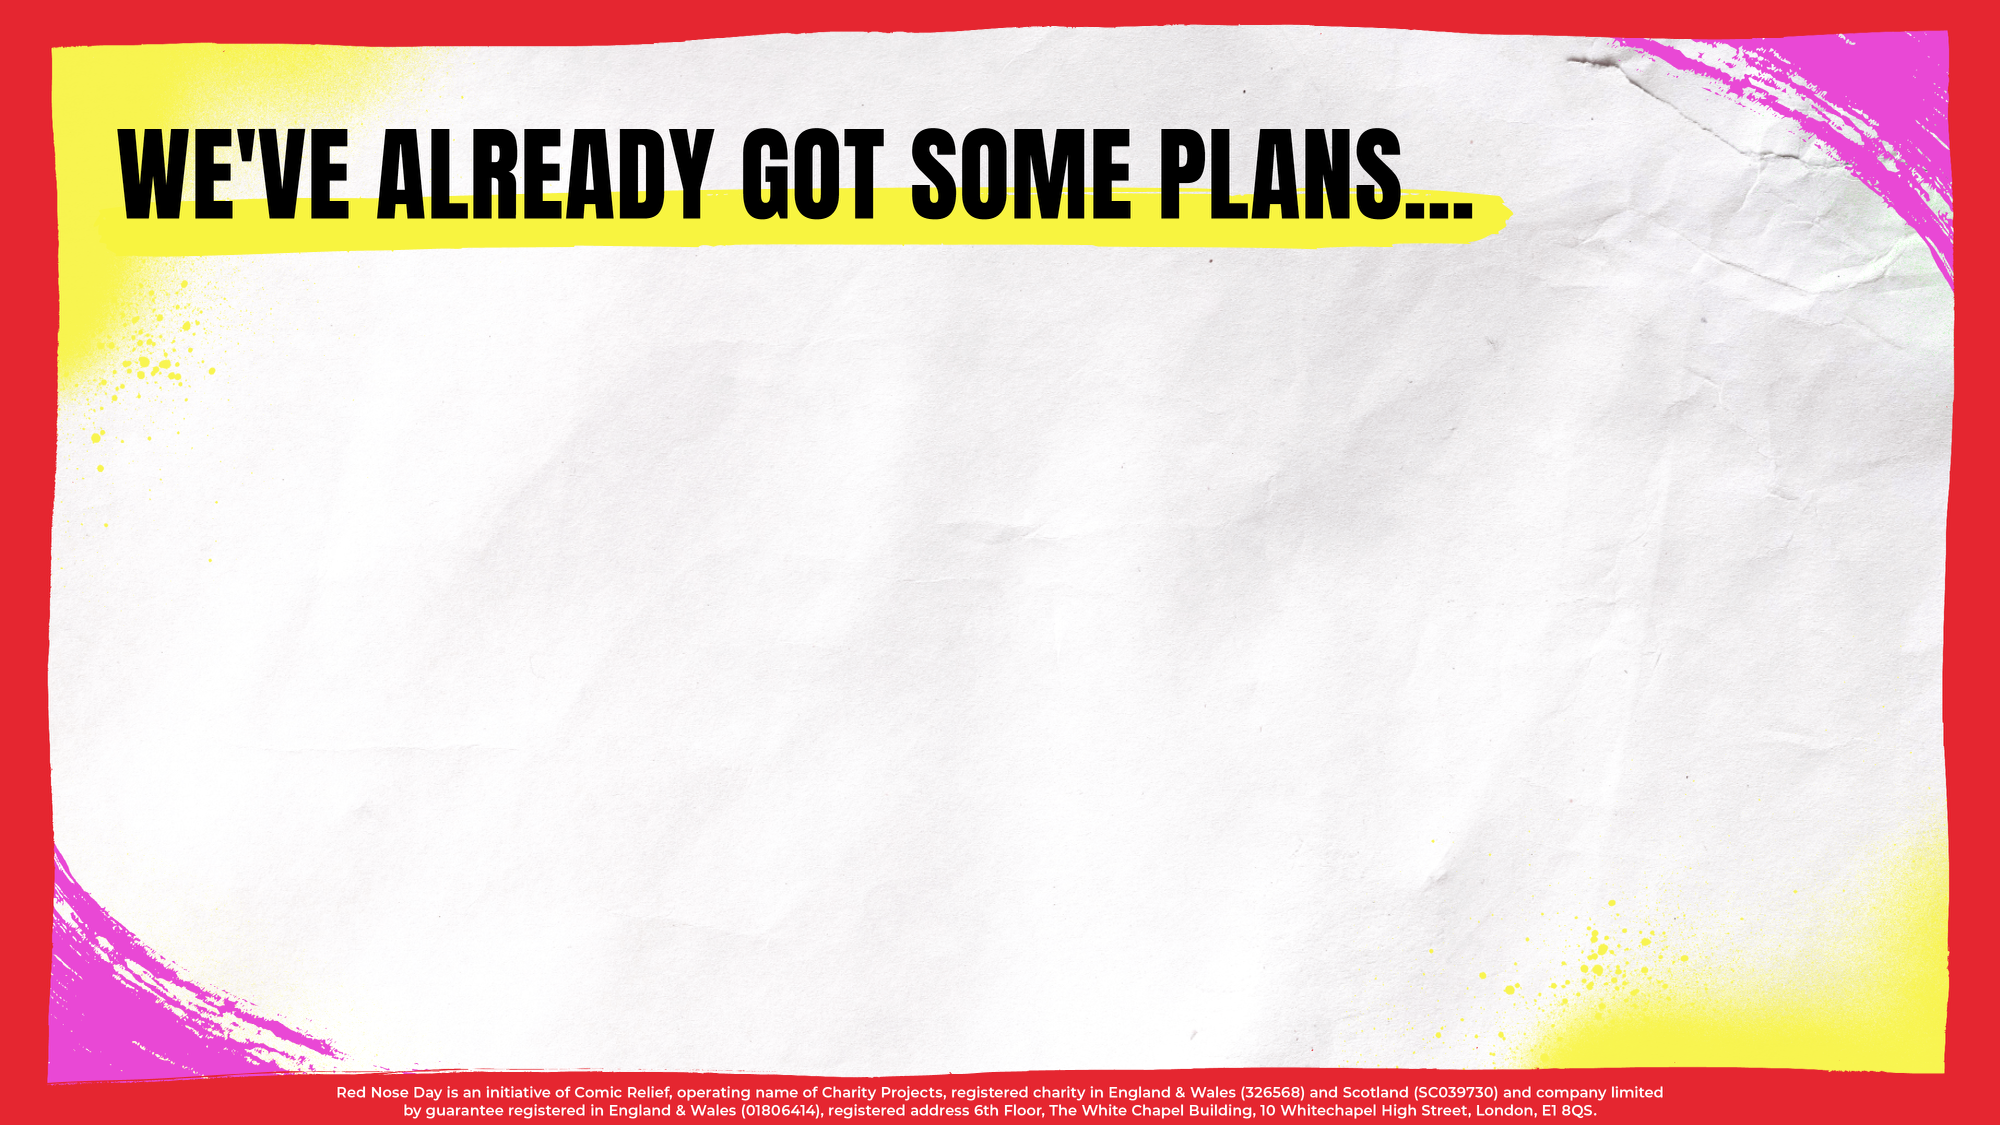 WE'VE ALREADY GOT SOME PLANS...
Red Nose Day is an initiative of Comic Relief, operating name of Charity Projects, registered charity in England & Wales (326568) and Scotland (SC039730) and company limited
by guarantee registered in England & Wales (01806414), registered address 6th Floor, The White Chapel Building, 10 Whitechapel High Street, London, E1 8QS.